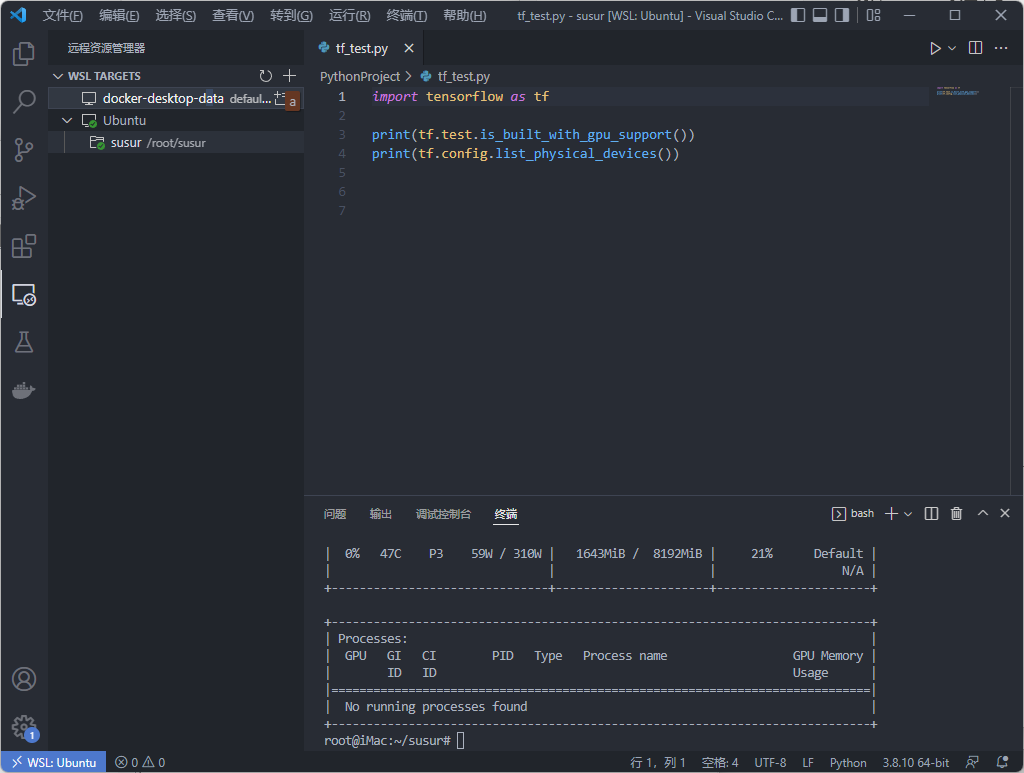 文件(F) 编辑(E) 选择(S) 查看(V) 转到(G) 运行(R) 终端(T) 帮助(H) tf_test.py - susur [WSL: Ubuntu] - Visual Studio C...
远程资源管理器
WSL TARGETS
docker-desktop-data defaul... a
Ubuntu
susur /root/susur
tf_test.py
PythonProject > tf_test.py
1 import tensorflow as tf
2
3 print(tf.test.is_built_with_gpu_support())
4 print(tf.config.list_physical_devices())
5
6
7
问题 输出 调试控制台 终端 bash
| 0% 47C P3 59W / 310W | 1643MiB / 8192MiB | 21% Default |
| | | N/A |
+-------------------------------+----------------------+----------------------+
+-----------------------------------------------------------------------------+
| Processes: |
| GPU GI CI PID Type Process name GPU Memory |
| ID ID Usage |
|=============================================================================|
| No running processes found |
+-----------------------------------------------------------------------------+
root@iMac:~/susur#
1
WSL: Ubuntu 0 0 行 1，列 1 空格: 4 UTF-8 LF Python 3.8.10 64-bit